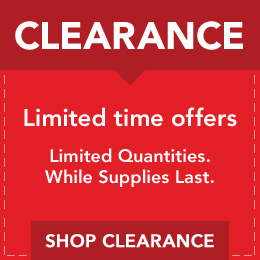 CLEARANCE
Limited time offers
Limited Quantities.
While Supplies Last.
SHOP CLEARANCE